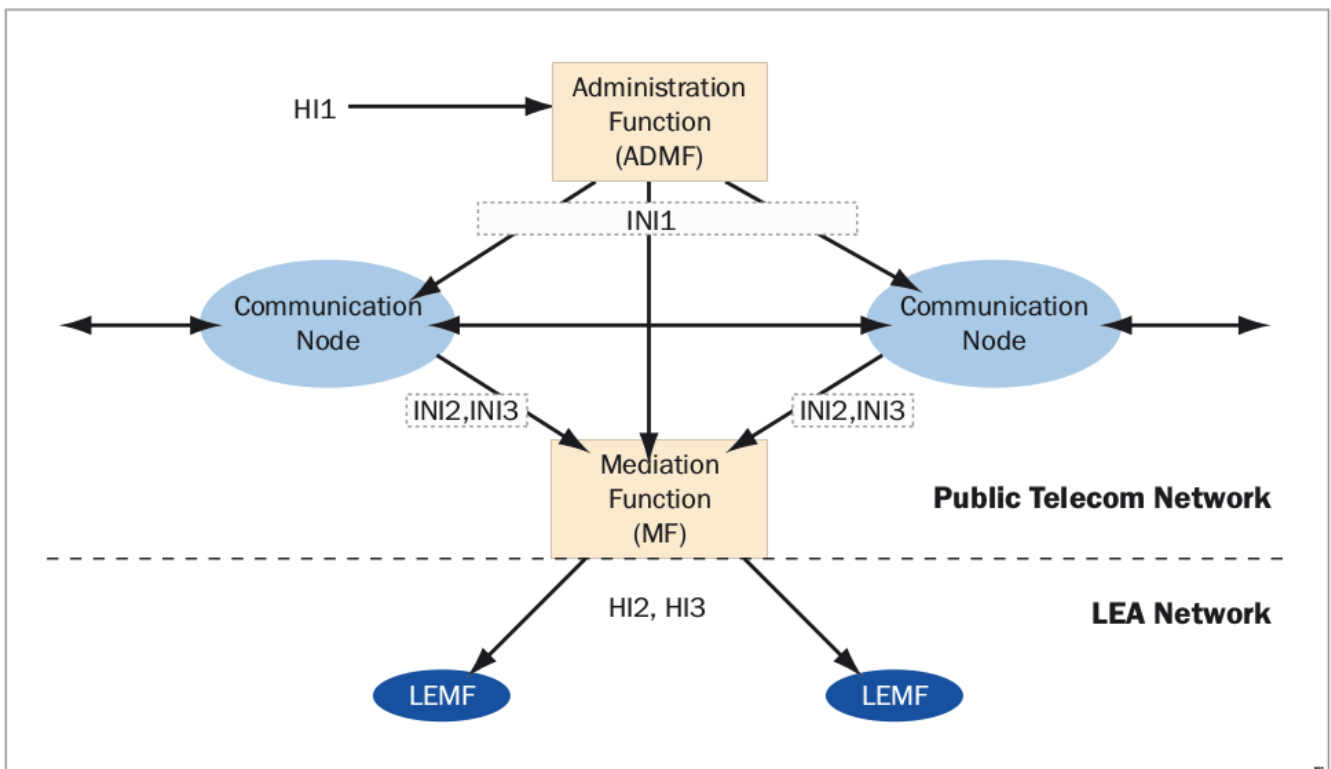 Administration
Function
(ADMF)
HI1
INI1
Communication
Node
Communication
Node
INI2,INI3
INI2,INI3
Mediation
Function
(MF)
Public Telecom Network
HI2, HI3
LEA Network
LEMF
LEMF